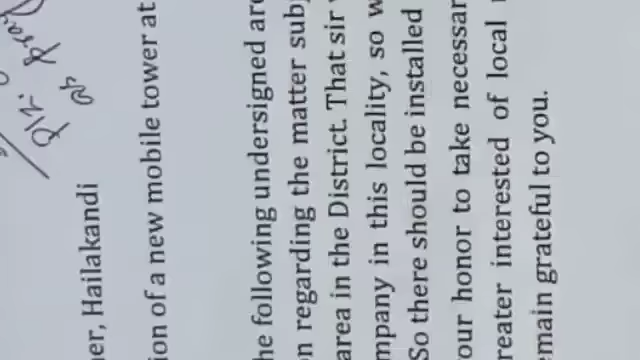 er, Hailakandi
ion of a new mobile tower at
he following undersigned are
n regarding the matter subj
area in the District. That sir
mpany in this locality, so w
So there should be installed
our honor to take necessar
reater interested of local
main grateful to you.